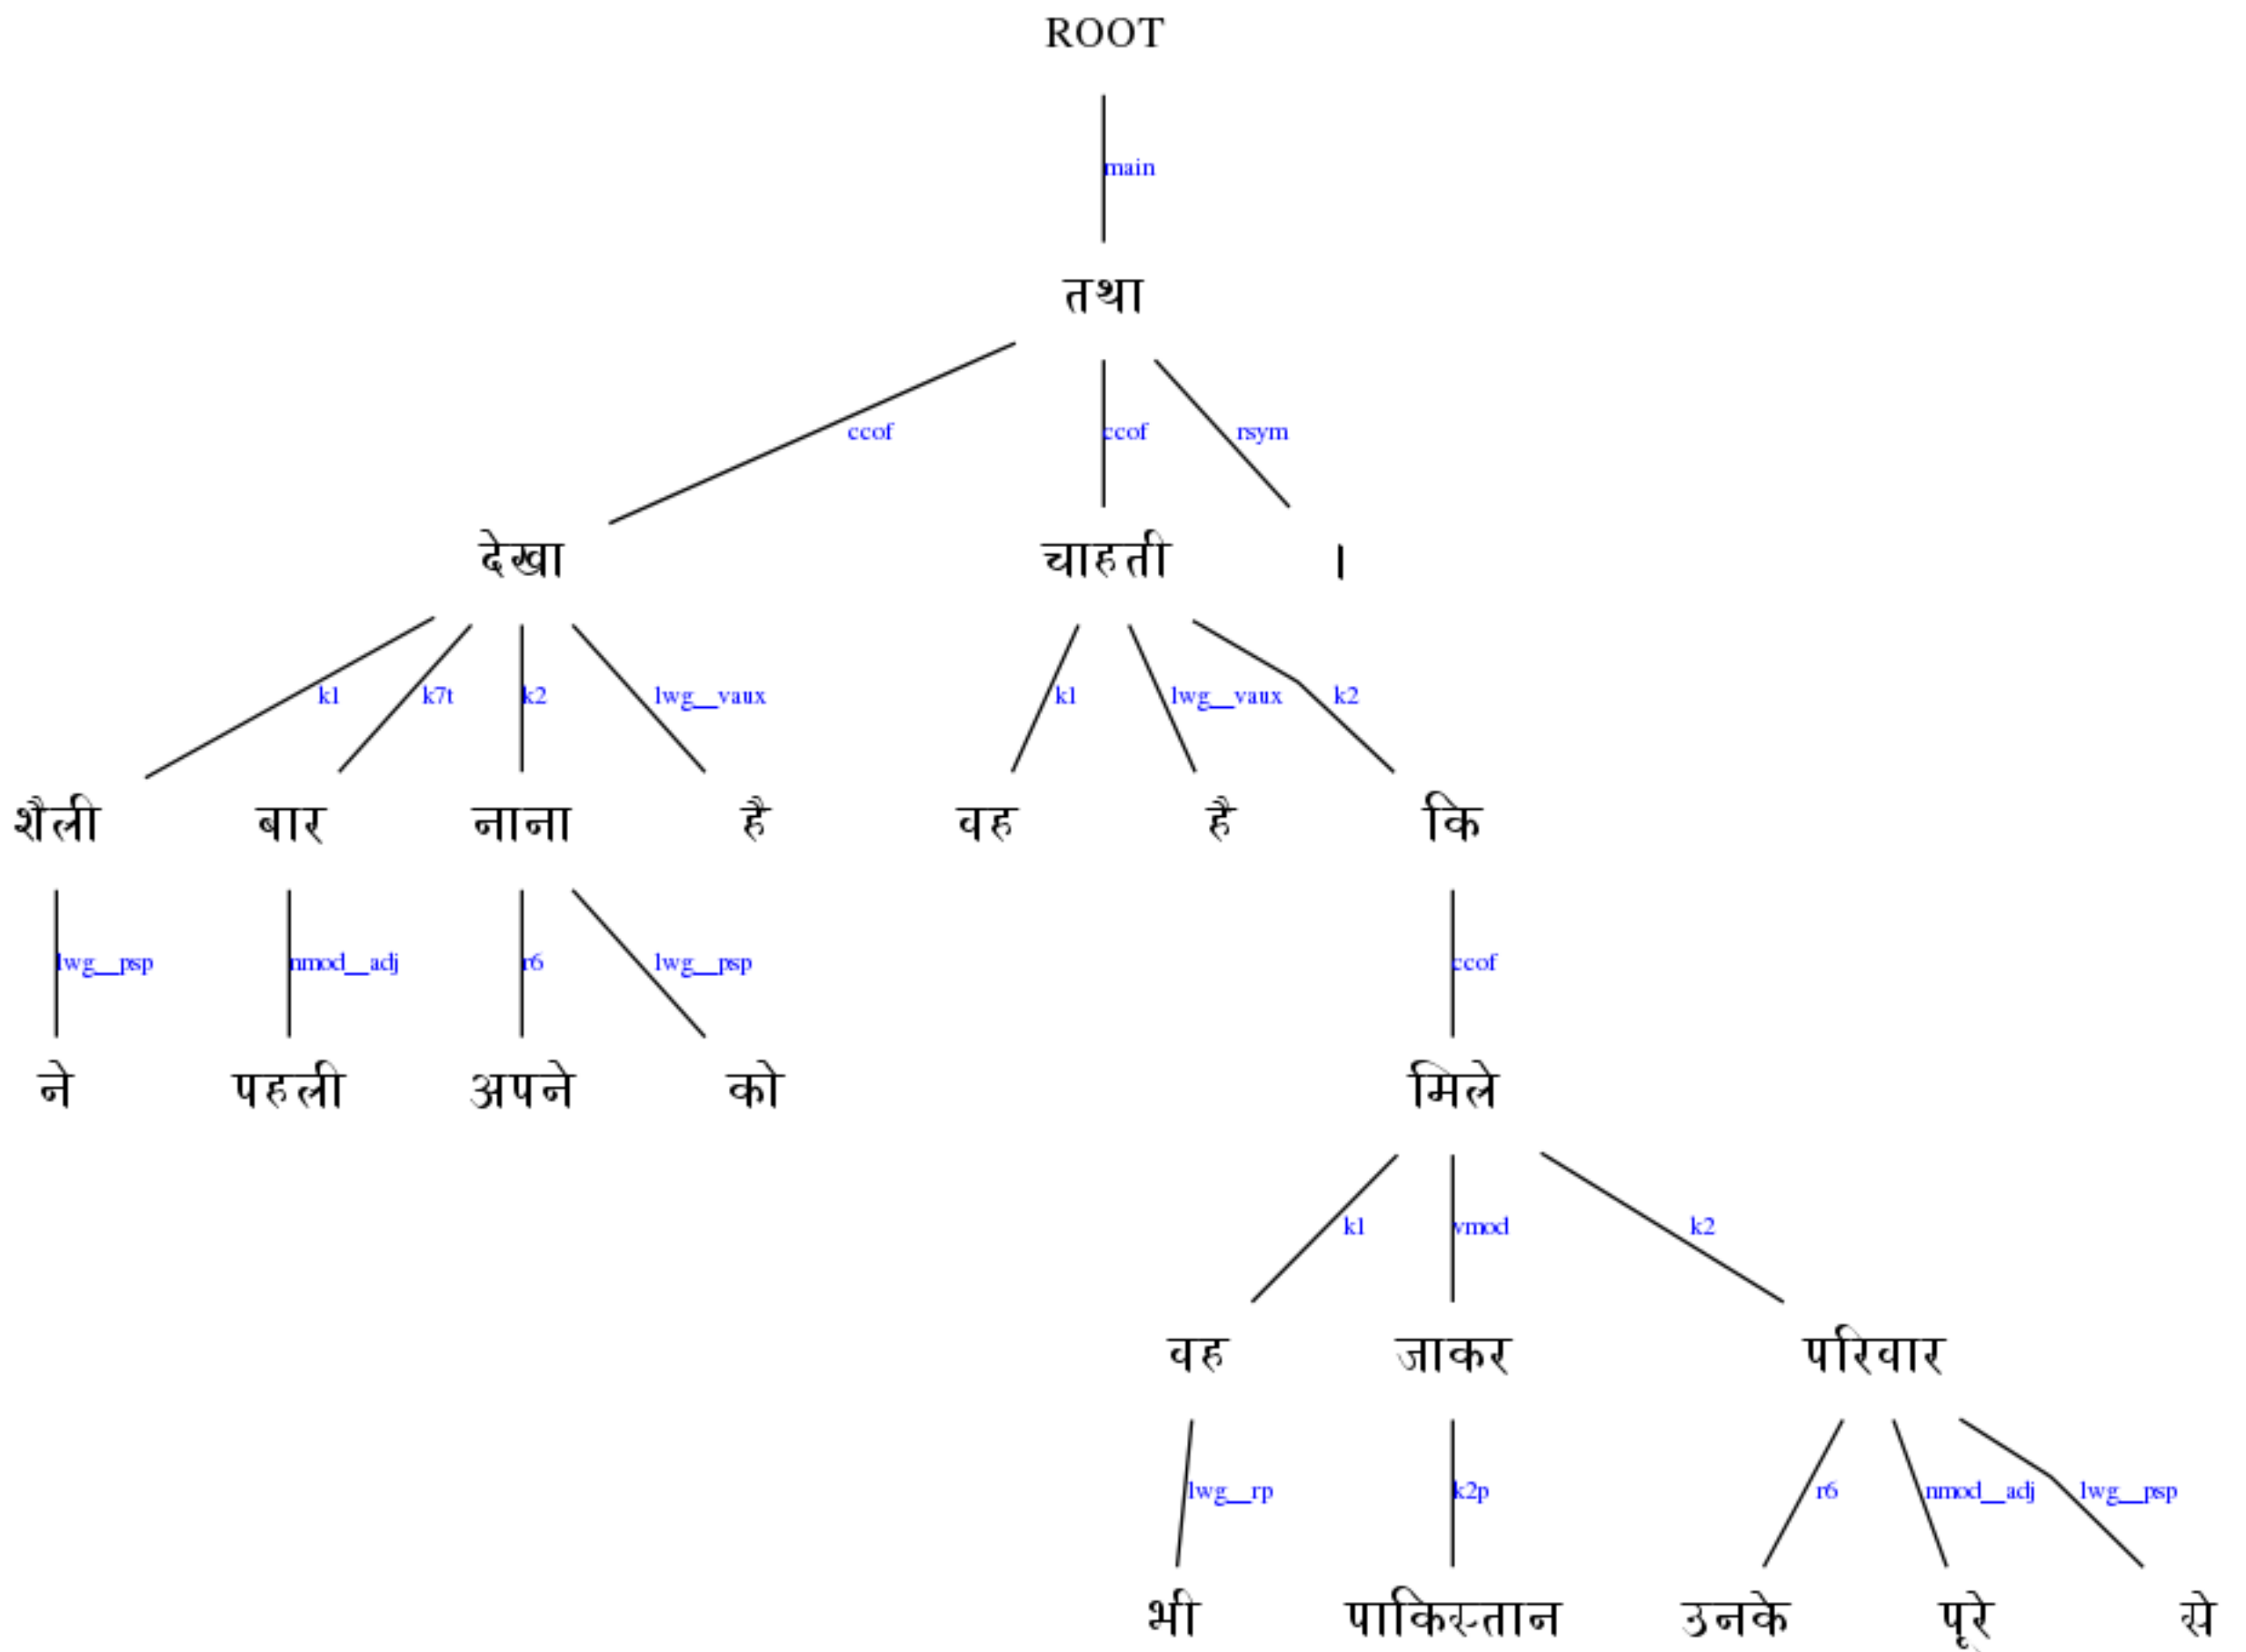 ROOT
main
तथा
ccof ccof rsym
देखा चाहती ।
k1 k7t k2 lwg__vaux k1 lwg__vaux k2
शैली बार नाना है वह है कि
lwg__psp nmod__adj r6 lwg__psp ccof
ने पहली अपने को मिले
k1 vmod k2
वह जाकर परिवार
lwg__rp k2p r6 nmod__adj lwg__psp
भी पाकिस्तान उनके पूरे से